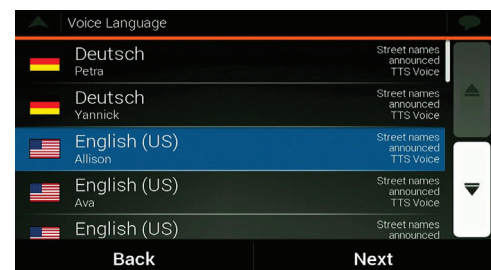 Voice Language
Deutsch
Petra
Street names
announced
TTS Voice
Deutsch
Yannick
Street names
announced
TTS Voice
English (US)
Allison
Street names
announced
TTS Voice
English (US)
Ava
Street names
announced
TTS Voice
English (US)
Street names
announced
Back
Next